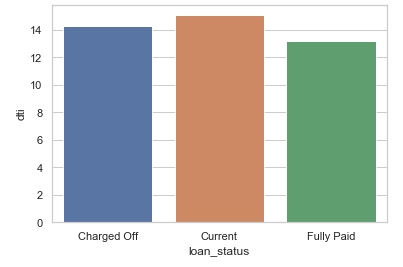 14
12
10
8
6
4
2
0
dti
Charged Off
Current
Fully Paid
loan_status